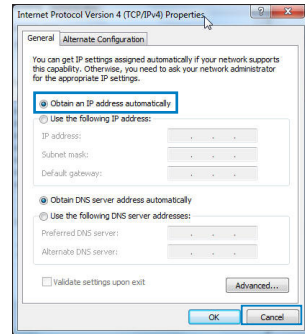 Internet Protocol Version 4 (TCP/IPv4) Properties
General
Alternate Configuration
You can get IP settings assigned automatically if your network supports
this capability. Otherwise, you need to ask your network administrator
for the appropriate IP settings.
Obtain an IP address automatically
Use the following IP address:
IP address:
Subnet mask:
Default gateway:
Obtain DNS server address automatically
Use the following DNS server addresses:
Preferred DNS server:
Alternate DNS server:
Validate settings upon exit
Advanced...
OK
Cancel